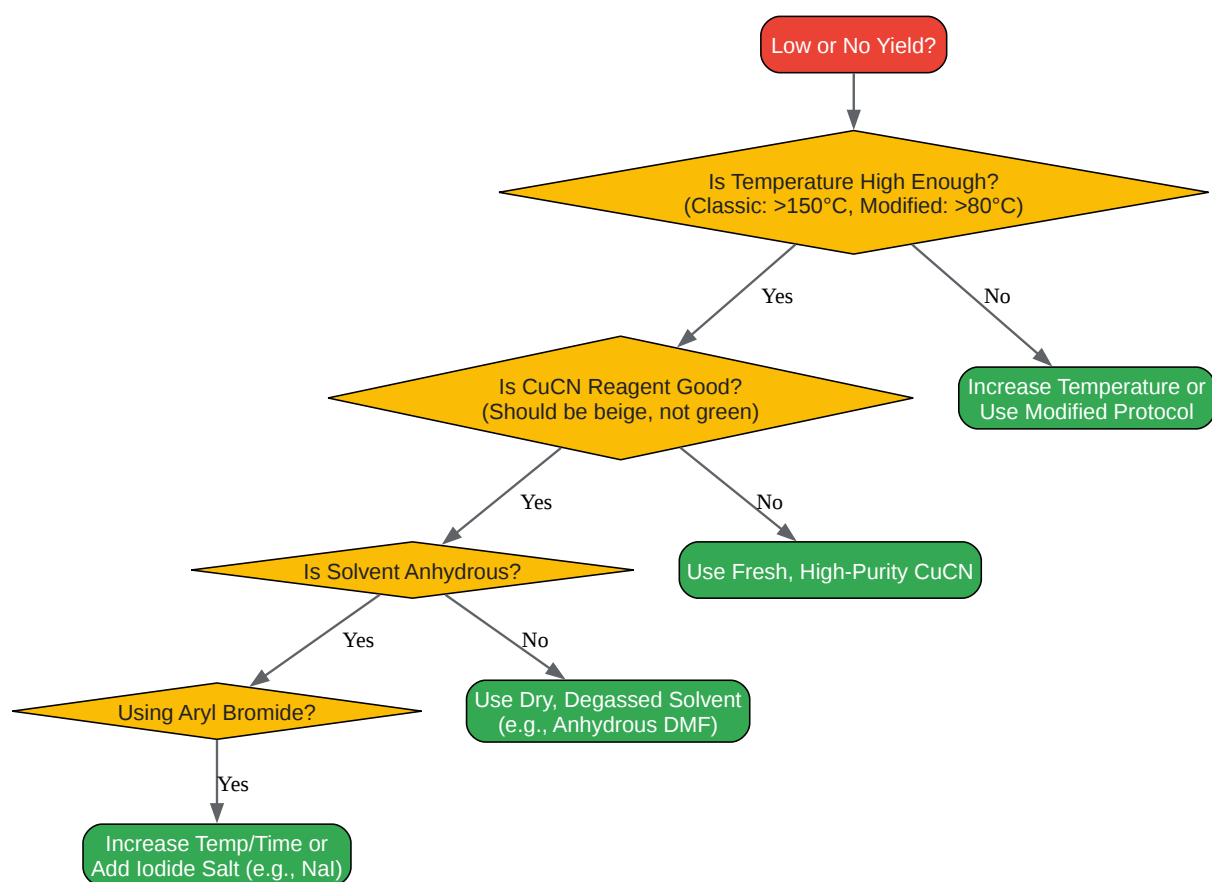 Low or No Yield?
Is Temperature High Enough?
(Classic: >150°C, Modified: >80°C)
Yes
No
Is CuCN Reagent Good?
(Should be beige, not green)
Increase Temperature or
Use Modified Protocol
Yes
No
Is Solvent Anhydrous?
Use Fresh, High-Purity CuCN
Yes
No
Using Aryl Bromide?
Use Dry, Degassed Solvent
(e.g., Anhydrous DMF)
Yes
Increase Temp/Time or
Add Iodide Salt (e.g., NaI)